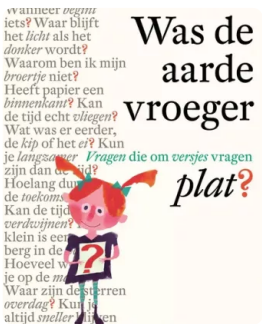 Wanneer begint
iets? Waar blijft
het licht als het
donker wordt?
Waarom ben ik mijn
broertje niet?
Heeft papier een
binnenkant? Kan
de tijd echt vliegen?
Wat was er eerder,
de kip of het ei? Kun
je langzamer
zijn dan de tijd?
Hoelang
de
Kan de tijd
verdwijnen?
klein is een
berg in de
Hoeveel
je op de
Waar zijn de sterren
overdag? Kun je
altijd sneller blijven
Was de
aarde
vroeger
Vragen die om versjes vragen
plat?
?